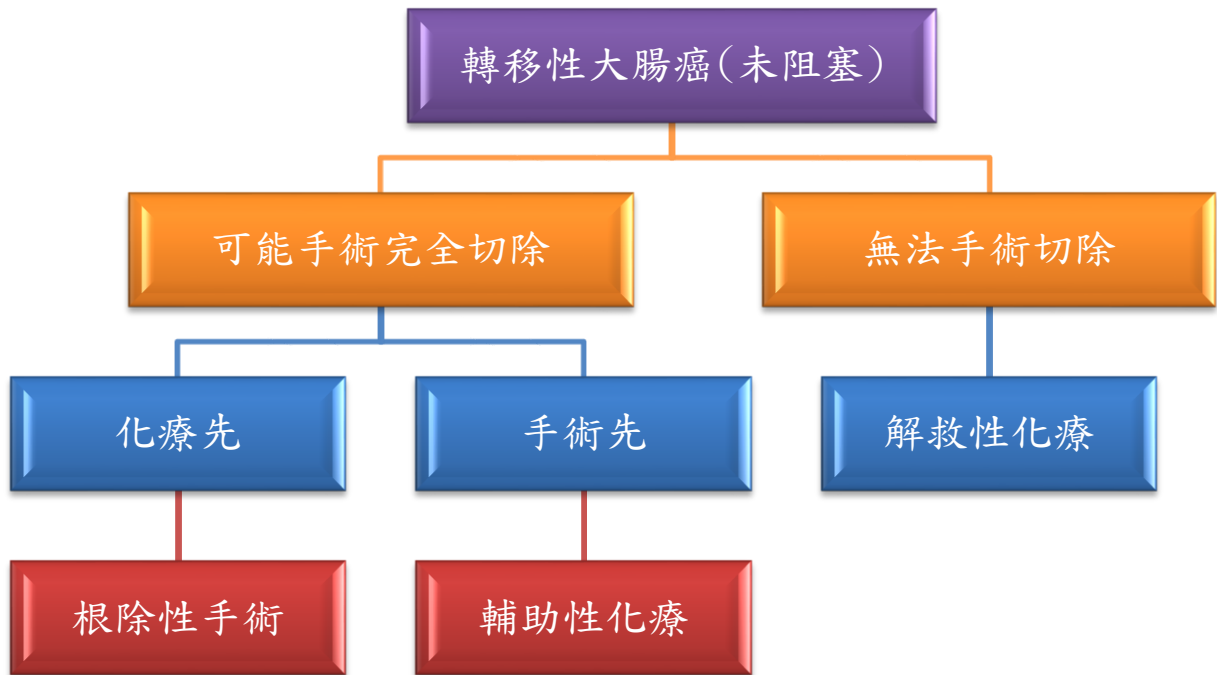 轉移性大腸癌(未阻塞)
可能手術完全切除
無法手術切除
化療先
手術先
解救性化療
根除性手術
輔助性化療